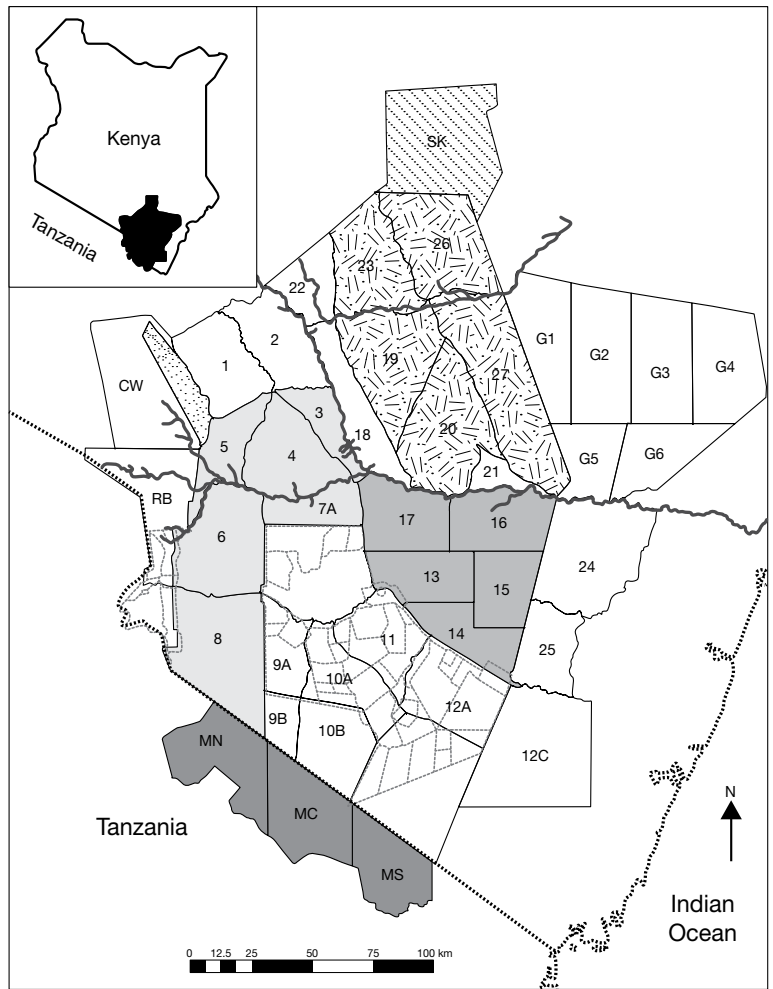 Kenya
Tanzania
SK
26
23
22
2
1
19
27
G1
G2
G3
G4
CW
3
18
5
4
20
21
G5
G6
RB
7A
6
17
16
13
15
24
8
14
11
25
9A
10A
12A
9B
10B
12C
MN
MC
MS
Tanzania
N
Indian
Ocean
0 12.5 25 50 75 100 km